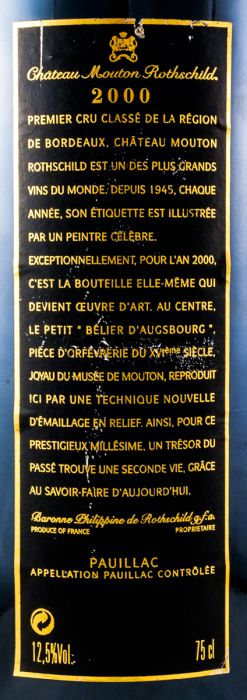 Château Mouton Rothschild
2000
PREMIER CRU CLASSÉ DE LA RÉGION
DE BORDEAUX, CHÂTEAU MOUTON
ROTHSCHILD EST UN DES PLUS GRANDS
VINS DU MONDE. DEPUIS 1945, CHAQUE
ANNÉE, SON ÉTIQUETTE EST ILLUSTRÉE
PAR UN PEINTRE CÉLÈBRE.
EXCEPTIONNELLEMENT, POUR L'AN 2000,
C'EST LA BOUTEILLE ELLE-MÊME QUI
DEVIENT ŒUVRE D'ART. AU CENTRE,
LE PETIT " BÉLIER D'AUGSBOURG ",
PIÈCE D'ORFÈVRERIE DU XVIème SIÈCLE,
JOYAU DU MUSÉE DE MOUTON, REPRODUIT
ICI PAR UNE TECHNIQUE NOUVELLE
D'ÉMAILLAGE EN RELIEF. AINSI, POUR CE
PRESTIGIEUX MILLÉSIME, UN TRÉSOR DU
PASSÉ TROUVE UNE SECONDE VIE, GRÂCE
AU SAVOIR-FAIRE D'AUJOURD'HUI.
Baronne Philippine de Rothschild g.f.a.
PRODUCE OF FRANCE PROPRIETAIRE
PAUILLAC
APPELLATION PAUILLAC CONTRÔLÉE
12,5%Vol. 75 cl